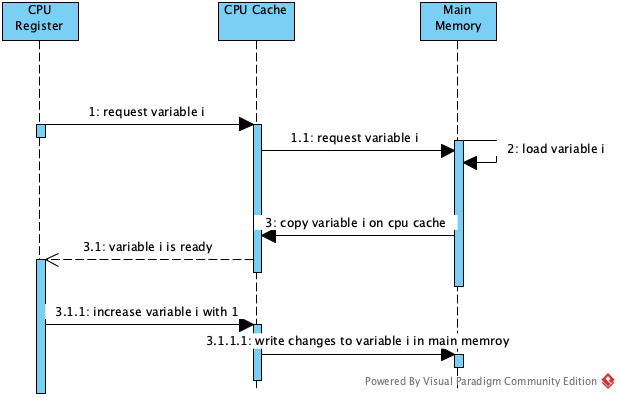 CPU
Register
CPU Cache
Main
Memory
1: request variable i
1.1: request variable i
2: load variable i
3: copy variable i on cpu cache
3.1: variable i is ready
3.1.1: increase variable i with 1
3.1.1.1: write changes to variable i in main memroy
Powered By Visual Paradigm Community Edition